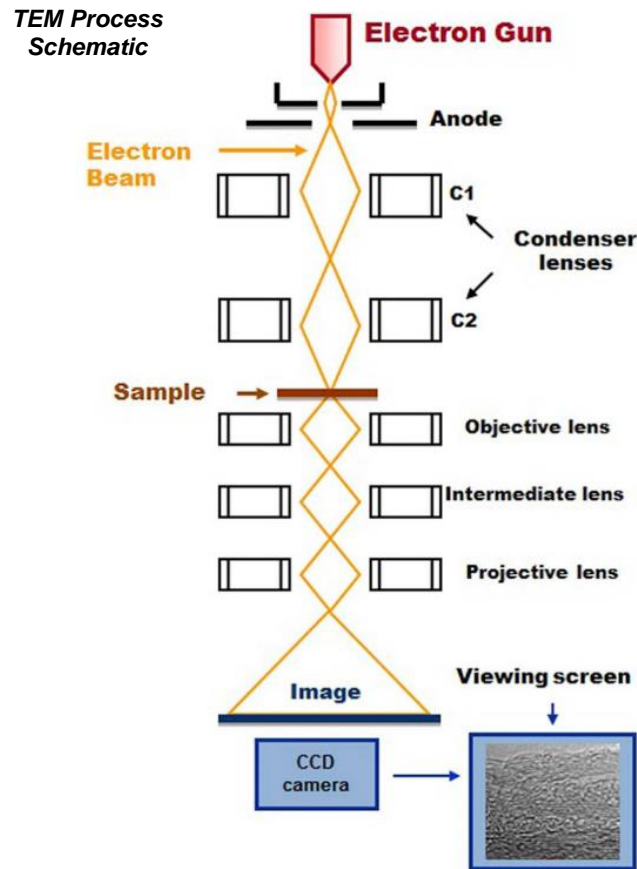 TEM Process
Schematic
Electron Gun
Anode
Electron
Beam
C1
Condenser
lenses
C2
Sample
Objective lens
Intermediate lens
Projective lens
Viewing screen
Image
CCD
camera